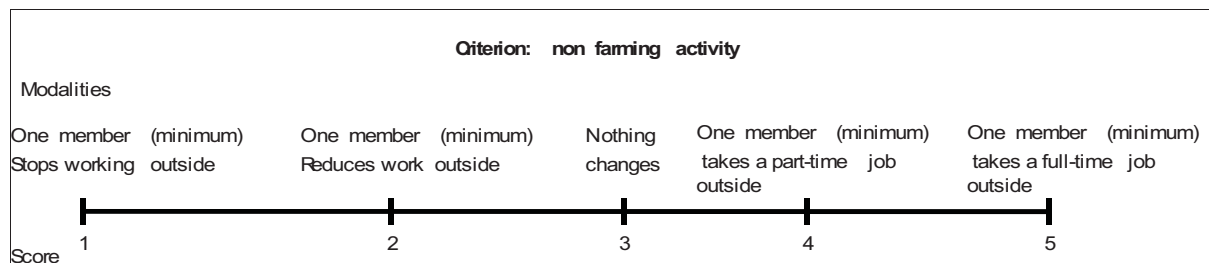 Criterion: non farming activity
Modalities
One member (minimum)
Stops working outside
One member (minimum)
Reduces work outside
Nothing
changes
One member (minimum)
takes a part-time job
outside
One member (minimum)
takes a full-time job
outside
1 2 3 4 5
Score